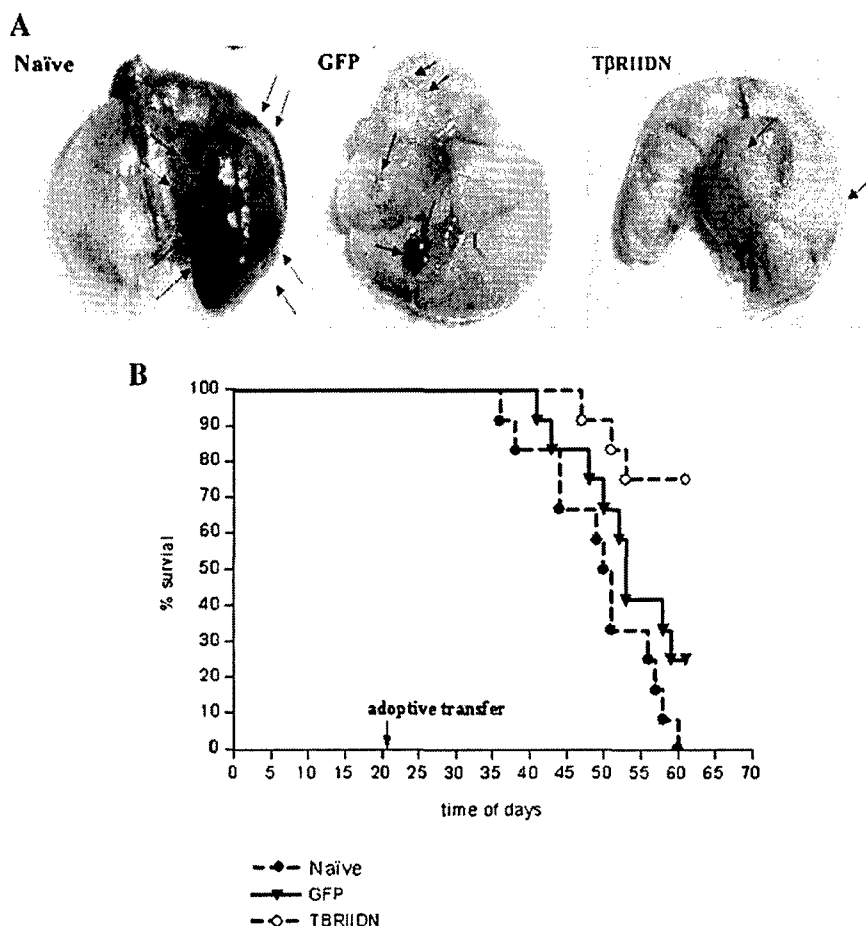 A
Naïve GFP TβRIIDN
B
100
90
80
70
60
50
40
30
20
10
0
% survial
adoptive transfer
0 5 10 15 20 25 30 35 40 45 50 55 60 65 70
time of days
Naïve
GFP
TBRIIDN